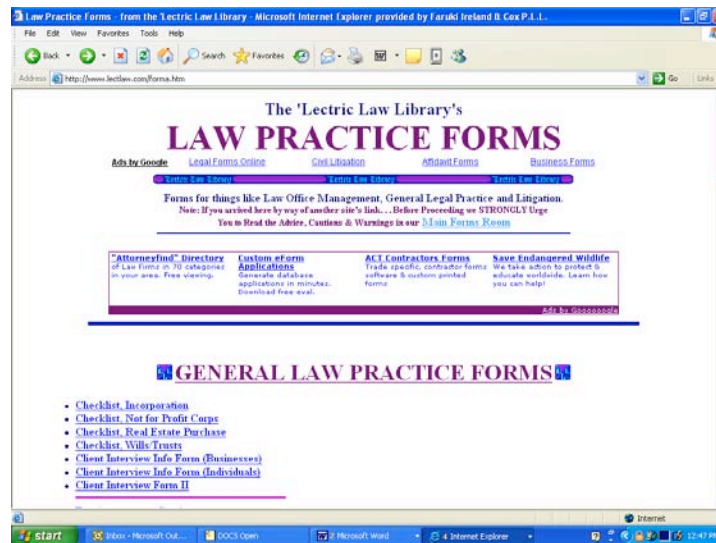 Law Practice Forms - from the 'Lectric Law Library - Microsoft Internet Explorer provided by Faruki Ireland & Cox P.L.L.
File Edit View Favorites Tools Help
Back Search Favorites
Address http://www.lectlaw.com/forma.htm Go Links
The 'Lectric Law Library's
LAW PRACTICE FORMS
Ads by Google Legal Forms Online Civil Litigation Affidavit Forms Business Forms
'Lectric Law Library 'Lectric Law Library 'Lectric Law Library
Forms for things like Law Office Management, General Legal Practice and Litigation.
Note: If you arrived here by way of another site's link. . . Before Proceeding we STRONGLY Urge
You to Read the Advice, Cautions & Warnings in our Main Forms Room
"Attorneyfind" Directory Custom eForm ACT Contractors Forms Save Endangered Wildlife
of Law Firms in 70 categories Applications Trade specific, contractor forms We take action to protect &
in your area. Free viewing. Generate database software & custom printed educate worldwide. Learn how
applications in minutes. forms you can help!
Download free eval.
Ads by Goooooogle
GENERAL LAW PRACTICE FORMS
Checklist, Incorporation
Checklist, Not for Profit Corps
Checklist, Real Estate Purchase
Checklist, Wills/Trusts
Client Interview Info Form (Businesses)
Client Interview Info Form (Individuals)
Client Interview Form II
Internet
start Inbox - Microsoft Out... DOCS Open 2 Microsoft Word 4 Internet Explorer 12:47 PM